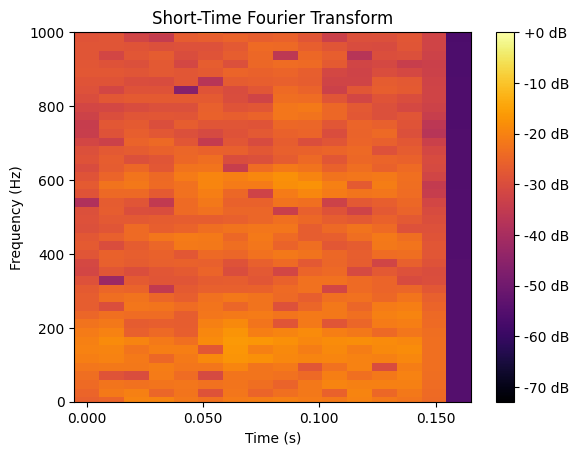 Short-Time Fourier Transform
Frequency (Hz)
1000
800
600
400
200
0
0.000
0.050
0.100
0.150
Time (s)
+0 dB
-10 dB
-20 dB
-30 dB
-40 dB
-50 dB
-60 dB
-70 dB